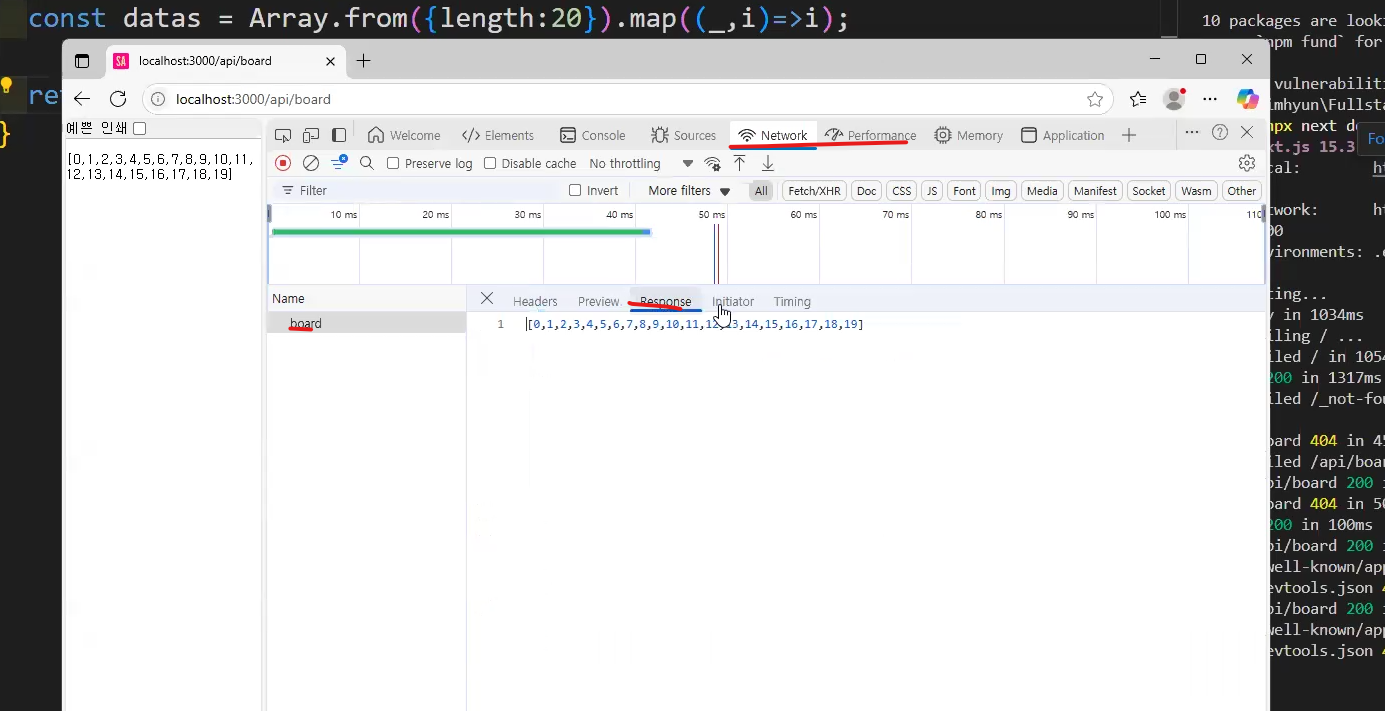 const datas = Array.from({length:20}).map((_,i)=>i);
10 packages are looki
npm fund` for
localhost:3000/api/board
vulnerabiliti
re
localhost:3000/api/board
imhyun\Fullsta
npx next de
Fo
예쁜 인쇄
Welcome
Elements
Console
Sources
Network
Performance
Memory
Application
xt.js 15.3
}
[0,1,2,3,4,5,6,7,8,9,10,11,
12,13,14,15,16,17,18,19]
Preserve log
Disable cache
No throttling
cal:
Filter
Invert
More filters
All
Fetch/XHR
Doc
CSS
JS
Font
Img
Media
Manifest
Socket
Wasm
Other
10 ms
20 ms
30 ms
40 ms
50 ms
60 ms
70 ms
80 ms
90 ms
100 ms
110
twork:
00
vironments: .e
Name
Headers
Preview
Response
Initiator
Timing
ting...
board
1
[0,1,2,3,4,5,6,7,8,9,10,11,12,13,14,15,16,17,18,19]
y in 1034ms
iling / ...
iled / in 1054
200 in 1317ms
iled /_not-fou
oard 404 in 45
iled /api/boar
pi/board 200 i
oard 404 in 50
200 in 100ms
pi/board 200 i
well-known/app
evtools.json 4
pi/board 200 i
well-known/app
evtools.json 4